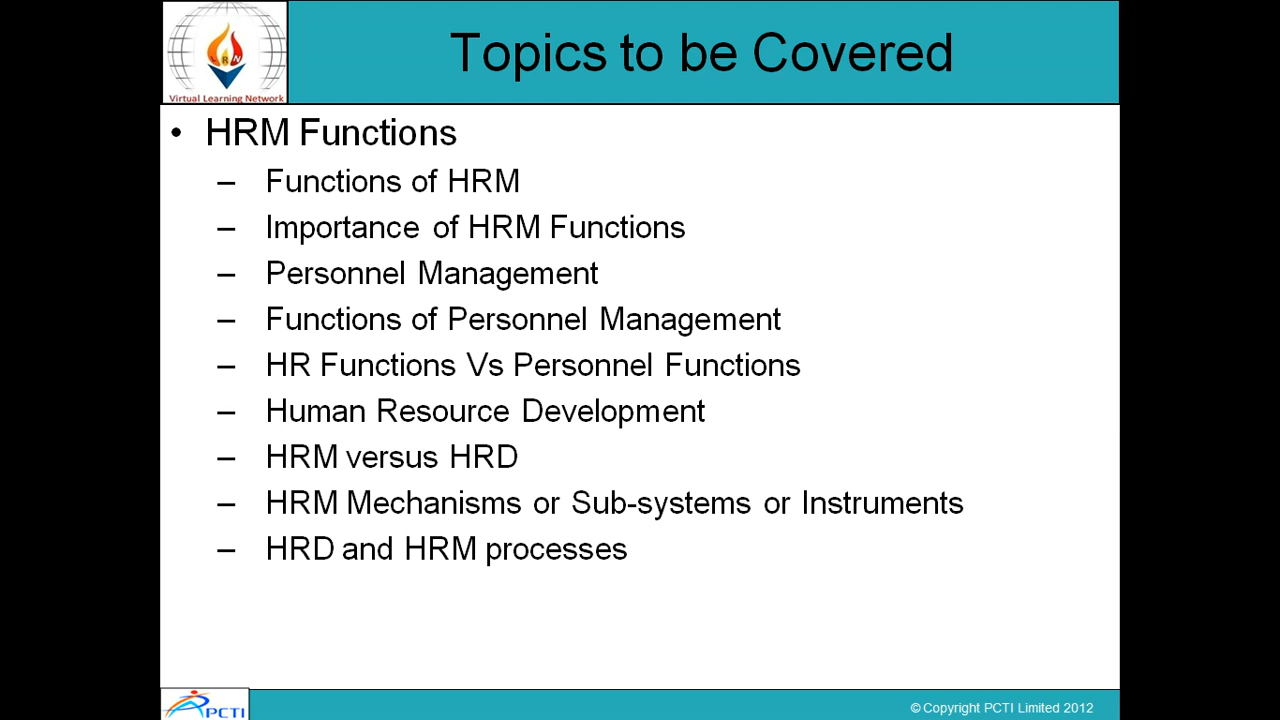 Topics to be Covered
Virtual Learning Network
• HRM Functions
– Functions of HRM
– Importance of HRM Functions
– Personnel Management
– Functions of Personnel Management
– HR Functions Vs Personnel Functions
– Human Resource Development
– HRM versus HRD
– HRM Mechanisms or Sub-systems or Instruments
– HRD and HRM processes
PCTI
© Copyright PCTI Limited 2012